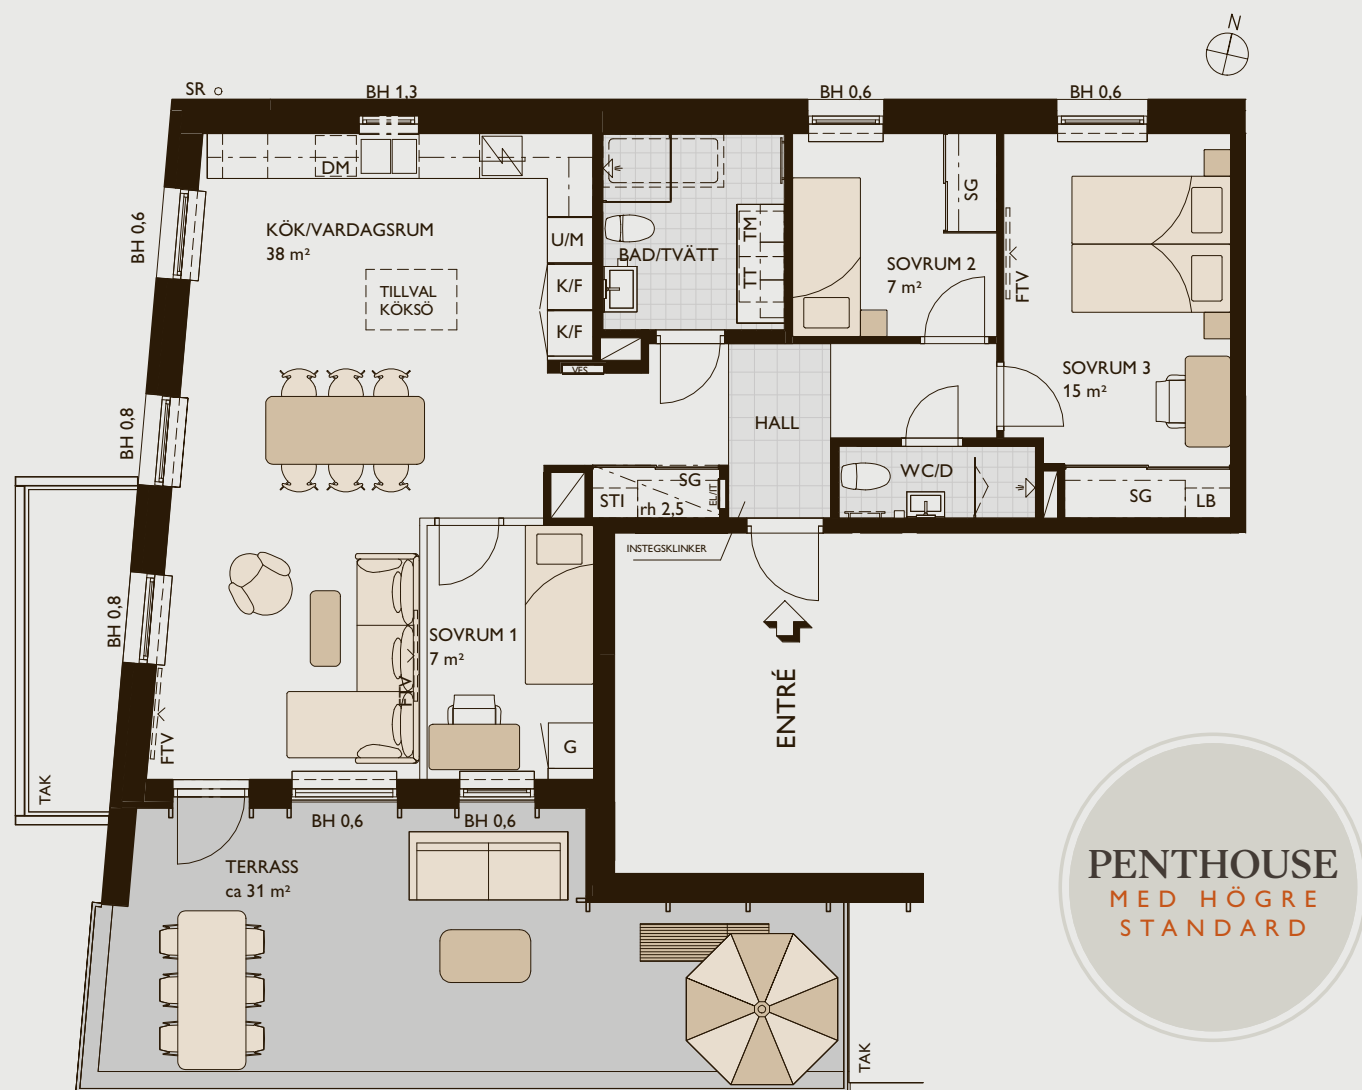 N
SR
BH 1,3
BH 0,6
BH 0,6
DM
BH 0,6
KÖK/VARDAGSRUM
38 m²
U/M
K/F
K/F
TILLVAL
KÖKSÖ
VFS
BAD/TVÄTT
TM
TT
SOVRUM 2
7 m²
SG
FTV
SOVRUM 3
15 m²
BH 0,8
HALL
WC/D
STI
SG
rh 2,5
EL/IT
SG
LB
INSTEGSKLINKER
BH 0,8
SOVRUM 1
7 m²
FTV
FTV
G
ENTRÉ
TAK
BH 0,6
BH 0,6
TERRASS
ca 31 m²
TAK
PENTHOUSE
MED HÖGRE
STANDARD